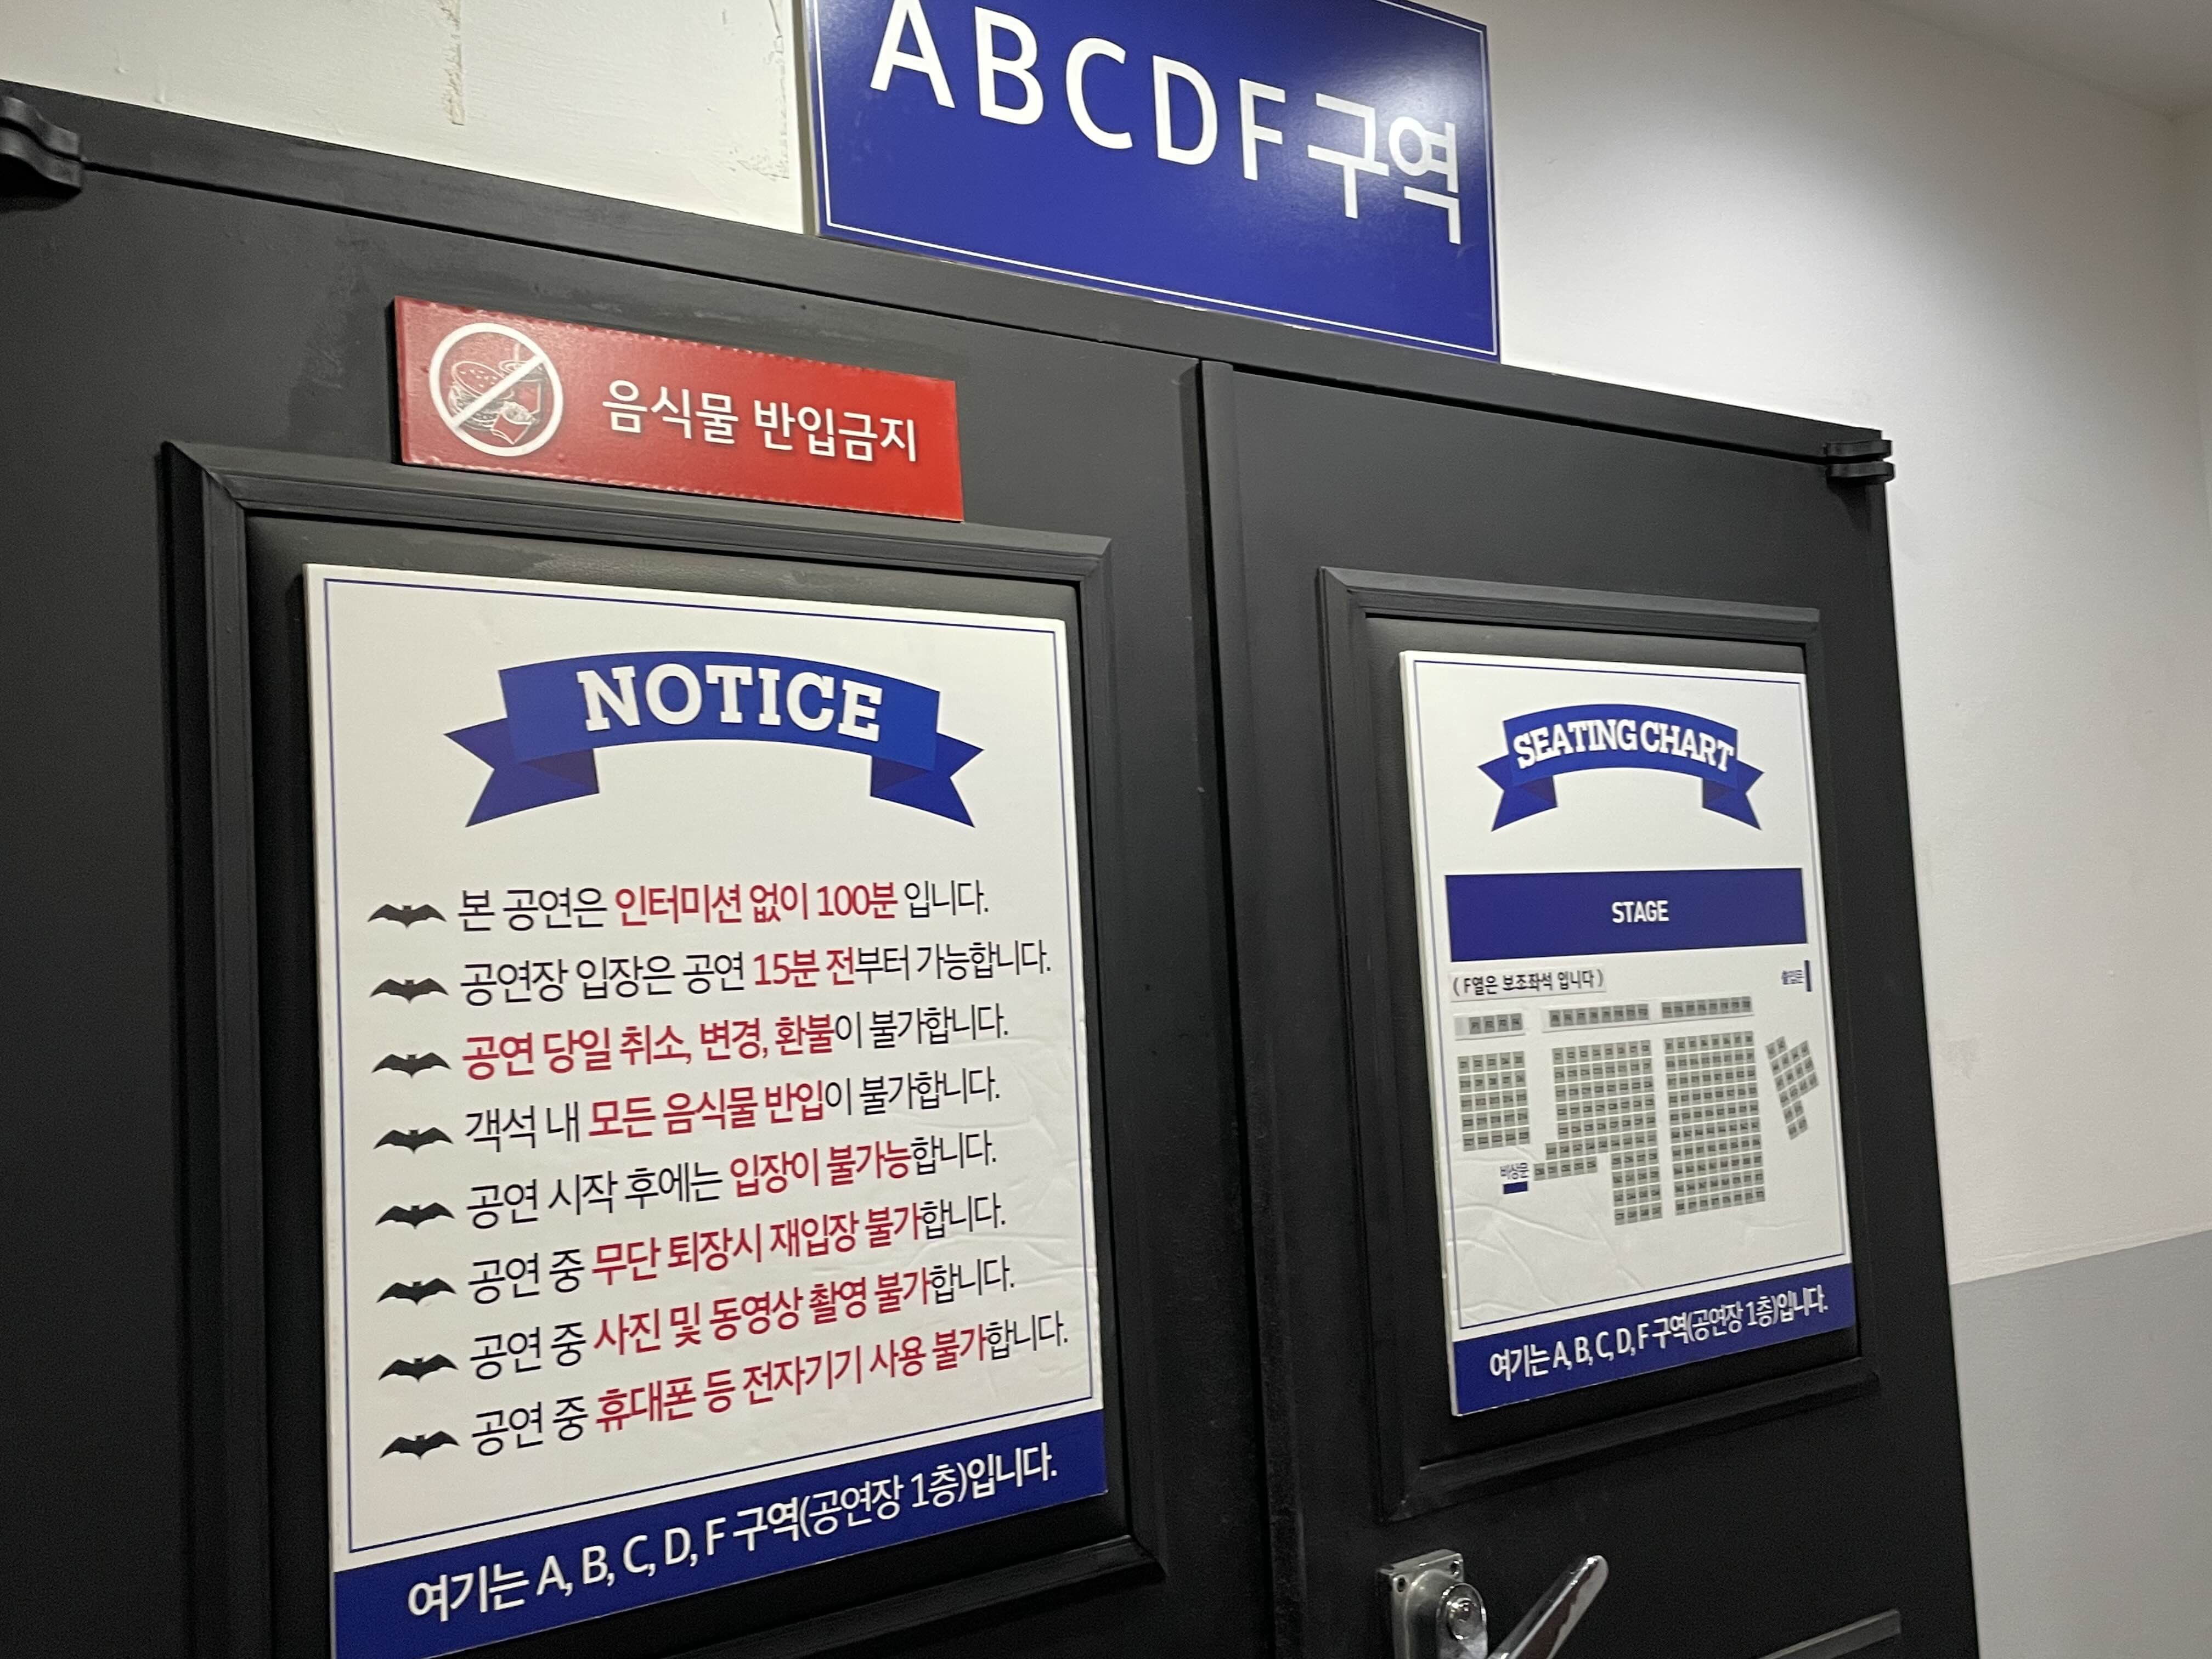 ABCDF 구역
음식물 반입금지
NOTICE
본 공연은 인터미션 없이 100분 입니다.
공연장 입장은 공연 15분 전부터 가능합니다.
공연 당일 취소, 변경, 환불이 불가합니다.
객석 내 모든 음식물 반입이 불가합니다.
공연 시작 후에는 입장이 불가능합니다.
공연 중 무단 퇴장시 재입장 불가합니다.
공연 중 사진 및 동영상 촬영 불가합니다.
공연 중 휴대폰 등 전자기기 사용 불가합니다.
여기는 A, B, C, D, F 구역(공연장 1층)입니다.
SEATING CHART
STAGE
( F열은 보조좌석 입니다 )
출입문
비상문
여기는 A, B, C, D, F 구역(공연장 1층)입니다.